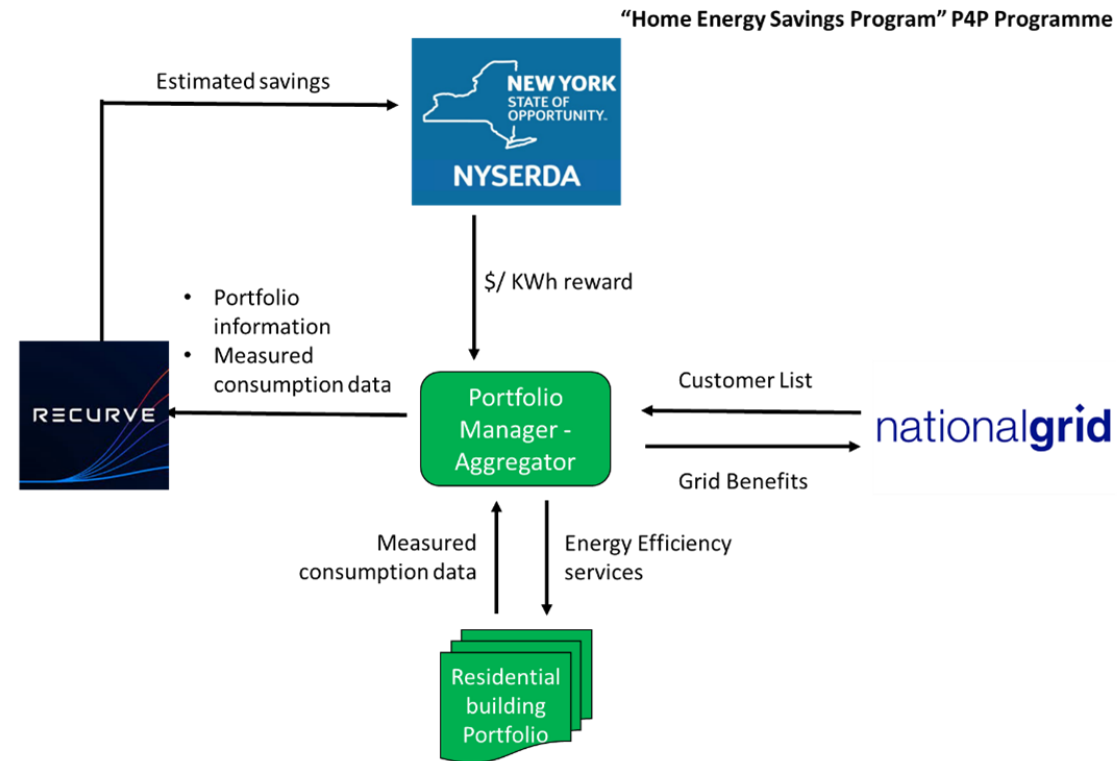 “Home Energy Savings Program” P4P Programme
Estimated savings
NEW YORK
STATE OF
OPPORTUNITY™
NYSERDA
$/ KWh reward
• Portfolio
information
• Measured
consumption data
RECURVE
Portfolio
Manager -
Aggregator
Customer List
nationalgrid
Grid Benefits
Measured
consumption data
Energy Efficiency
services
Residential
building
Portfolio